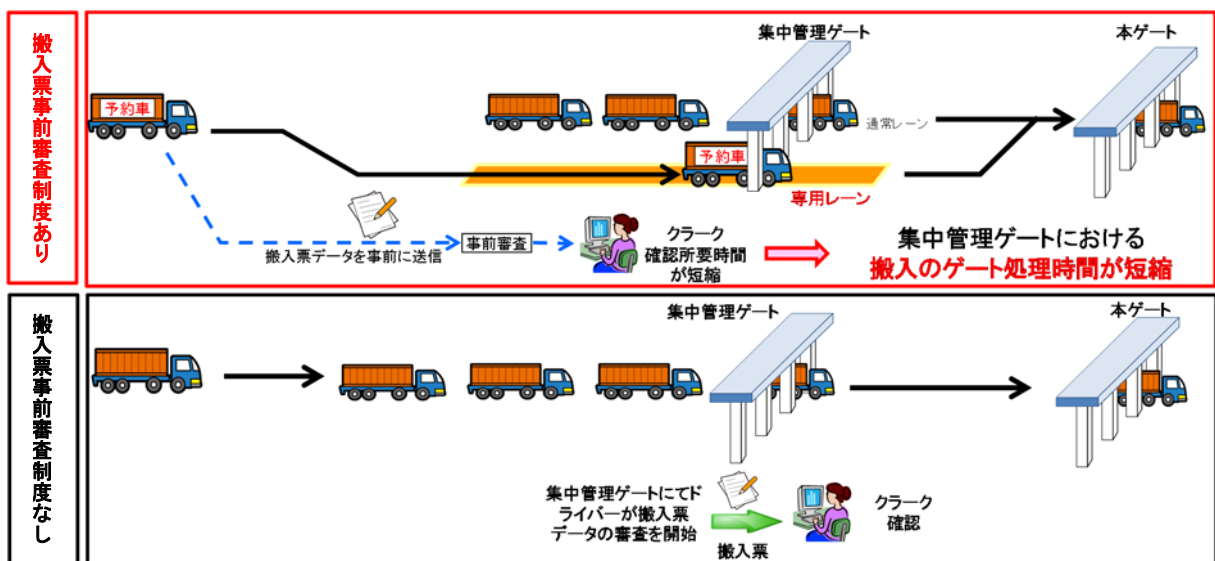 搬入票事前審査制度あり
集中管理ゲート
本ゲート
予約車
通常レーン
予約車
専用レーン
搬入票データを事前に送信
事前審査
クラーク
確認所要時間
が短縮
集中管理ゲートにおける
搬入のゲート処理時間が短縮
搬入票事前審査制度なし
集中管理ゲート
本ゲート
集中管理ゲートにてド
ライバーが搬入票
データの審査を開始
搬入票
クラーク
確認